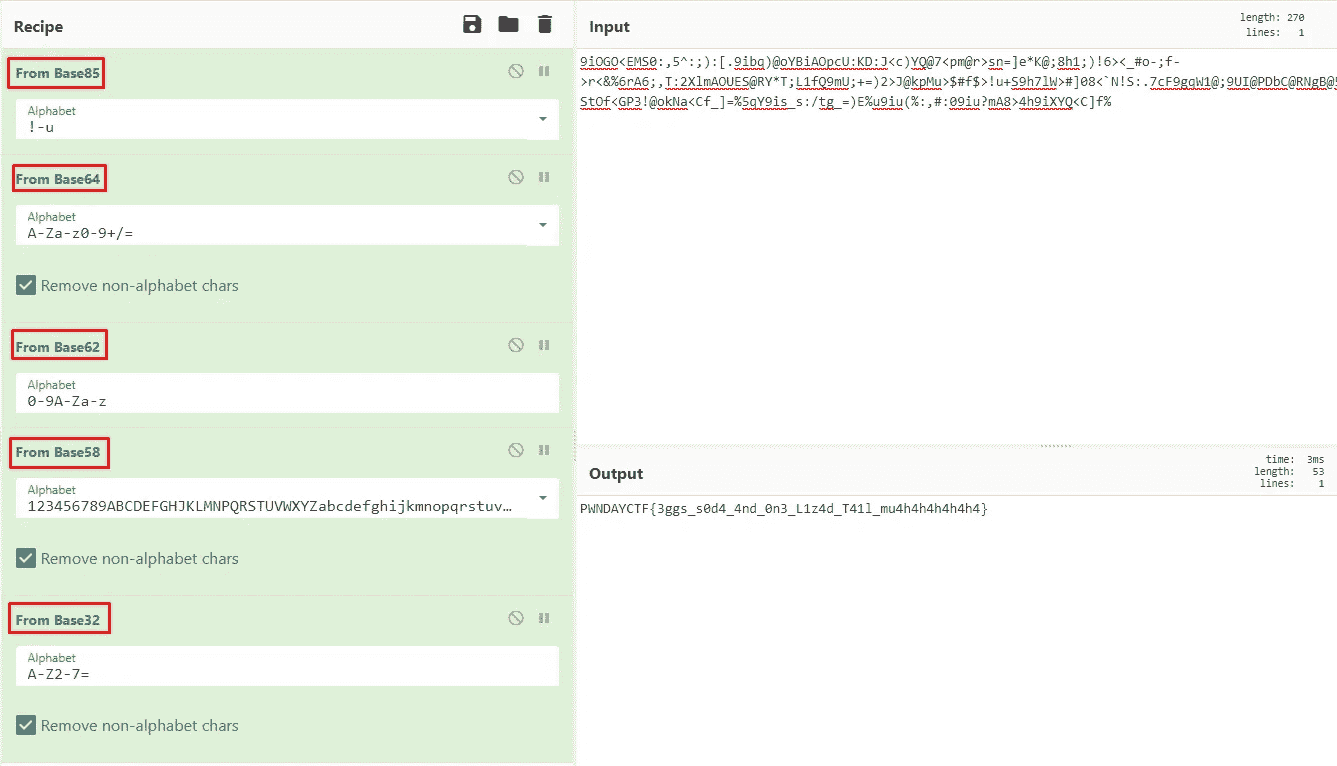 Recipe
From Base85
Alphabet
!-u
From Base64
Alphabet
A-Za-z0-9+/=
Remove non-alphabet chars
From Base62
Alphabet
0-9A-Za-z
From Base58
Alphabet
123456789ABCDEFGHJKLMNPQRSTUVWXYZabcdefghijkmnopqrstuv…
Remove non-alphabet chars
From Base32
Alphabet
A-Z2-7=
Remove non-alphabet chars
Input
length: 270
lines: 1
9iOGO<EMS0:,5^:;):[.9ibq)@oYBiAOpcU:KD:J<c)YQ@7<pm@r>sn=]e*K@;8h1;)!6><_#o-;f-
>r<&%6rA6;,T:2XlmAOUES@RY*T;L1fQ9mU;+=)2>J@kpMu>$#f$>!u+S9h7lW>#]08<`N!S:.7cF9gqW1@;9UI@PDbC@RNgB@!
StOf<GP3!@okNa<Cf_]=%5qY9is_s:/tg_=)E%u9iu(%:,#:09iu?mA8>4h9iXYQ<C]f%
Output
time: 3ms
length: 53
lines: 1
PWNDAYCTF{3ggs_s0d4_4nd_0n3_L1z4d_T41l_mu4h4h4h4h4h4}